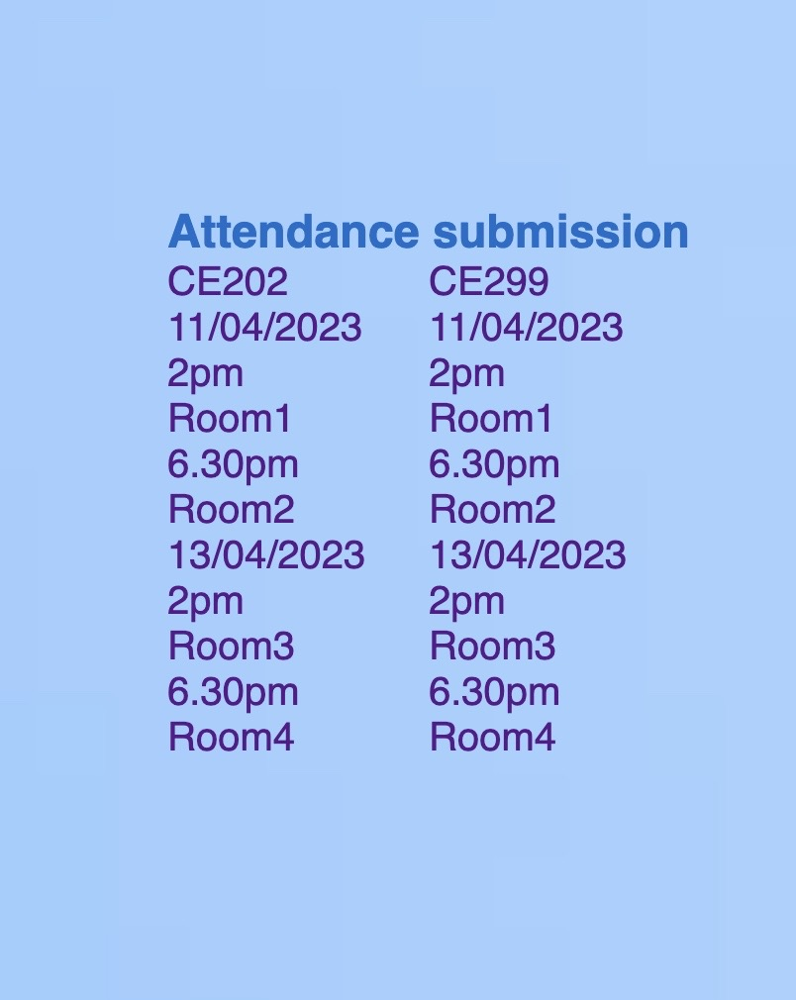 Attendance submission
CE202 CE299
11/04/2023 11/04/2023
2pm 2pm
Room1 Room1
6.30pm 6.30pm
Room2 Room2
13/04/2023 13/04/2023
2pm 2pm
Room3 Room3
6.30pm 6.30pm
Room4 Room4